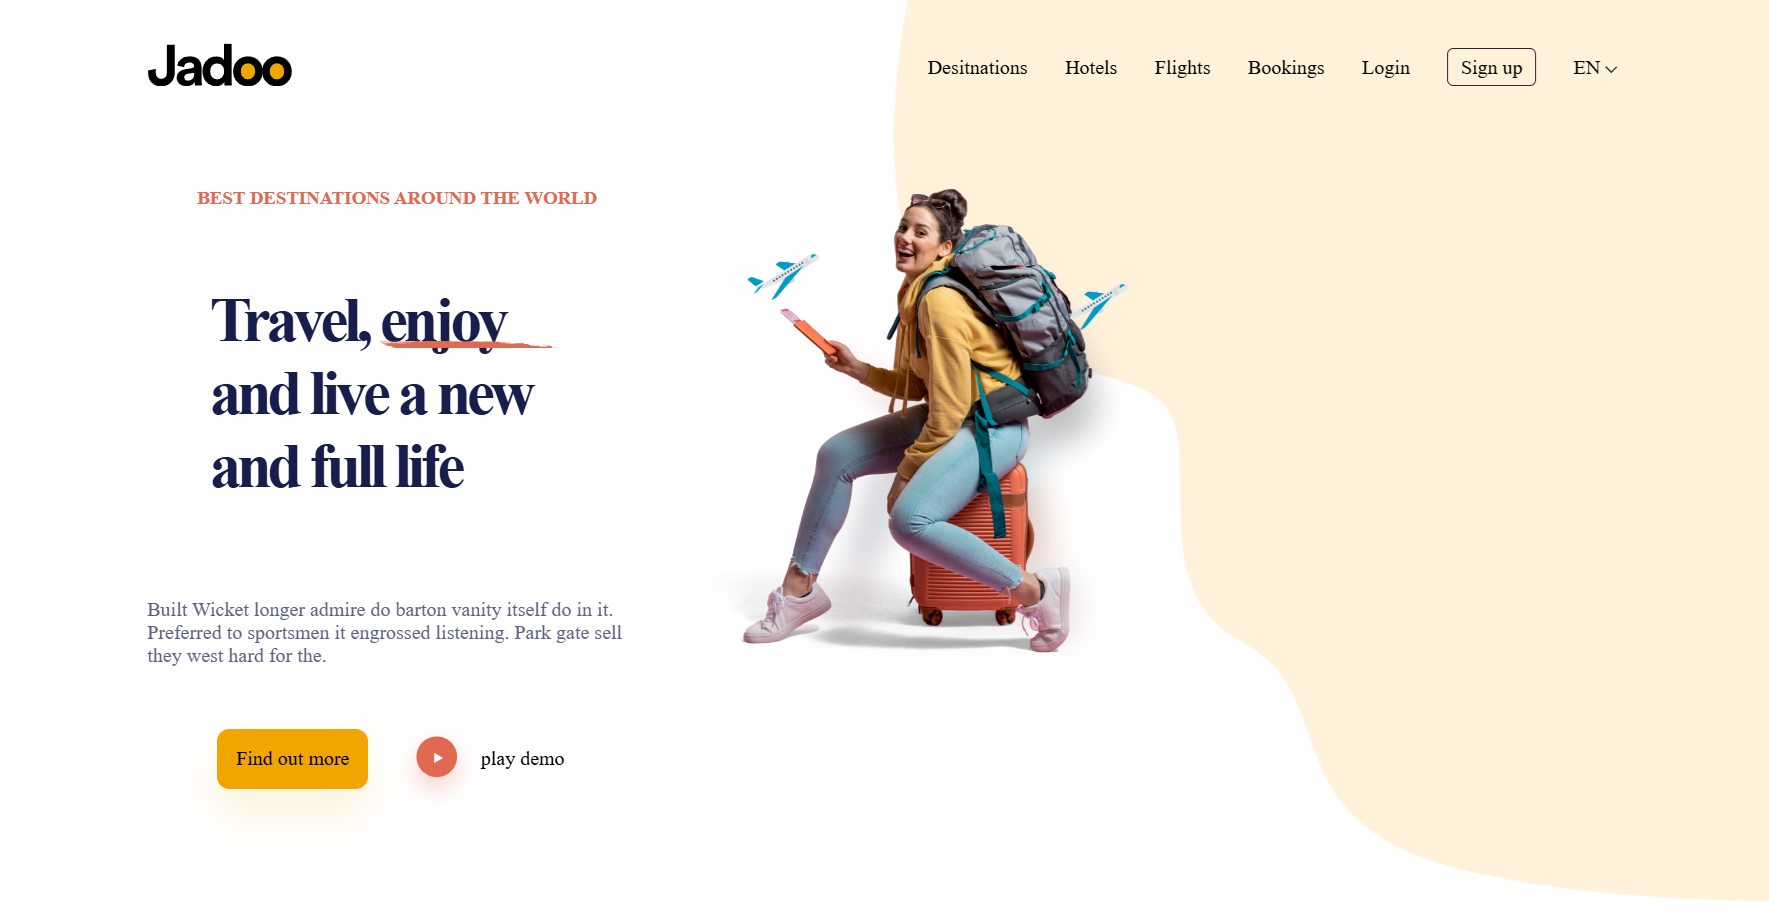 Jadoo
Desitnations
Hotels
Flights
Bookings
Login
Sign up
EN
BEST DESTINATIONS AROUND THE WORLD
Travel, enjoy
and live a new
and full life
Built Wicket longer admire do barton vanity itself do in it.
Preferred to sportsmen it engrossed listening. Park gate sell
they west hard for the.
Find out more
play demo